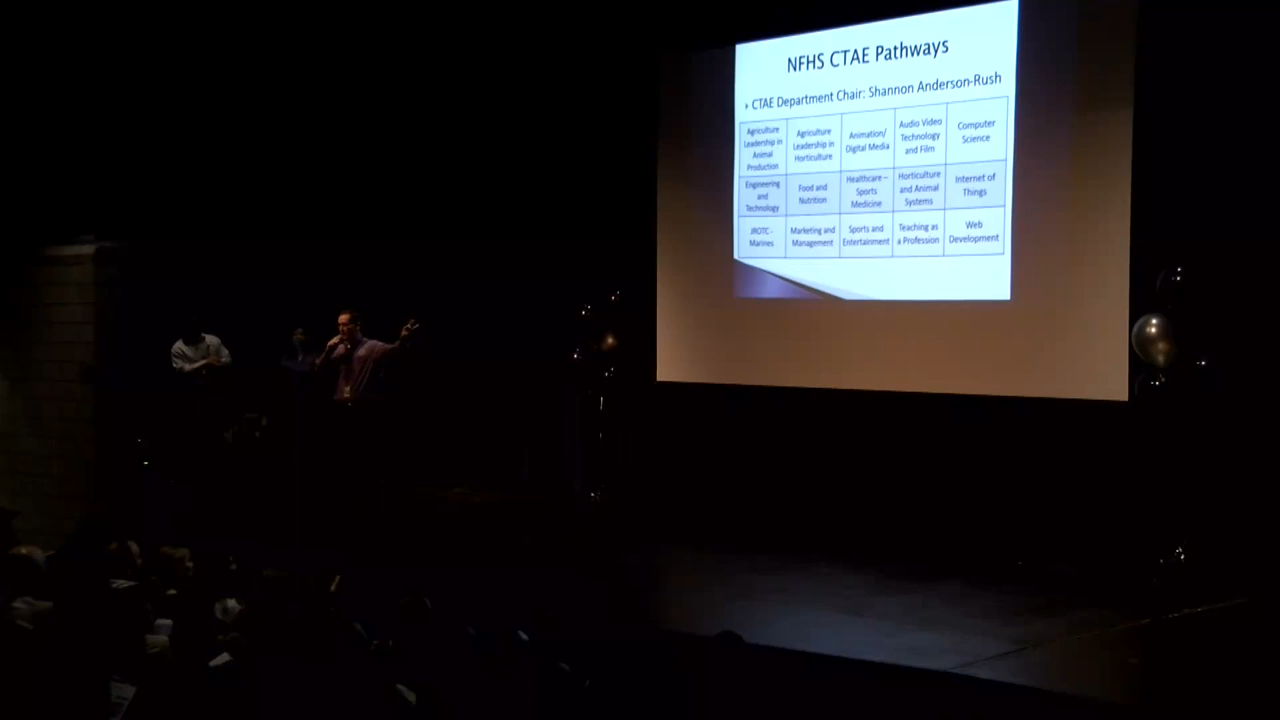 NFHS CTAE Pathways
CTAE Department Chair: Shannon Anderson-Rush
Agriculture
Leadership in
Animal
Production
Agriculture
Leadership in
Horticulture
Animation/
Digital Media
Audio Video
Technology
and Film
Computer
Science
Engineering
and
Technology
Food and
Nutrition
Healthcare –
Sports
Medicine
Horticulture
and Animal
Systems
Internet of
Things
JROTC -
Marines
Marketing and
Management
Sports and
Entertainment
Teaching as
a Profession
Web
Development